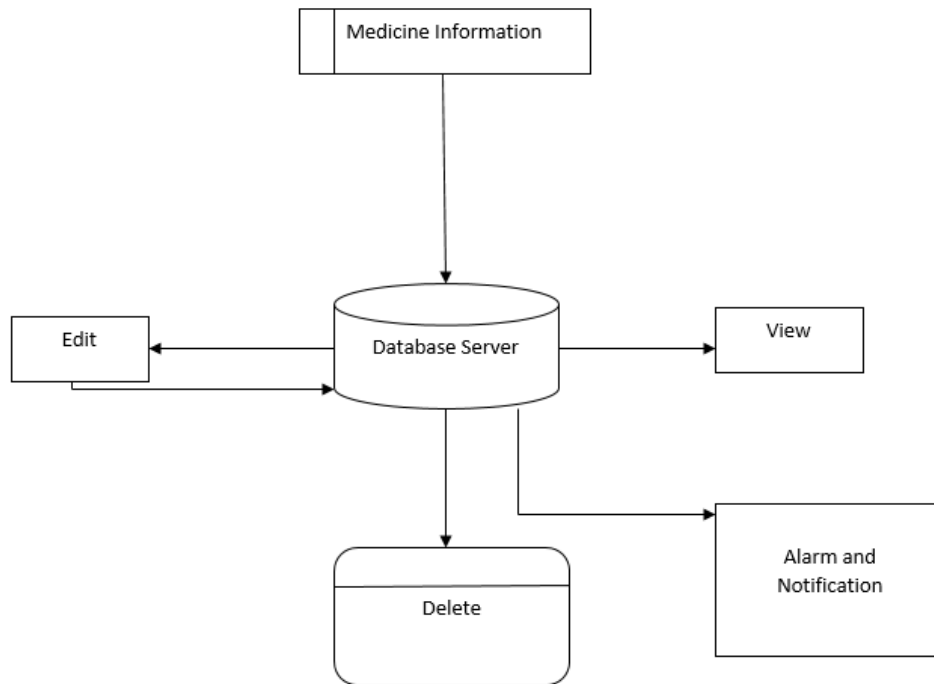 Medicine Information
Edit
Database Server
View
Alarm and
Notification
Delete